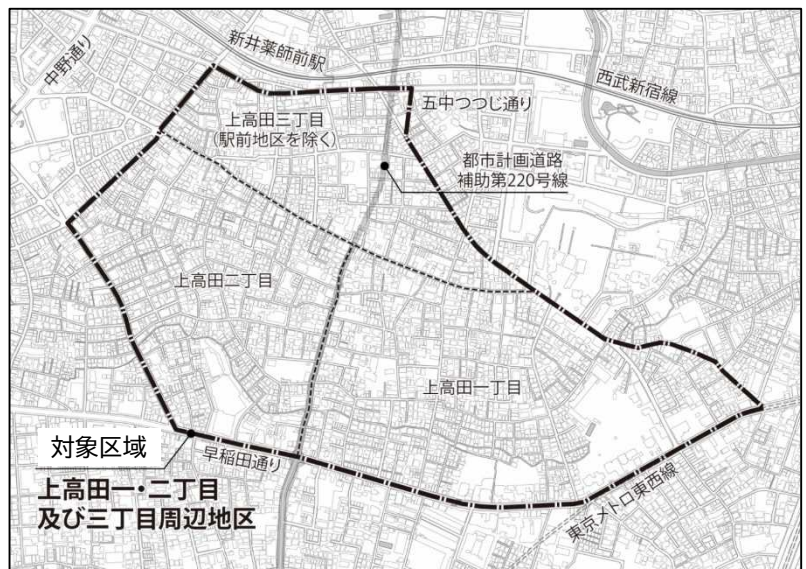 新井薬師前駅
中野通り
西武新宿線
五中つつじ通り
上高田三丁目
（駅前地区を除く）
都市計画道路
補助第220号線
上高田二丁目
上高田一丁目
対象区域
早稲田通り
上高田一・二丁目
及び三丁目周辺地区
東京メトロ東西線